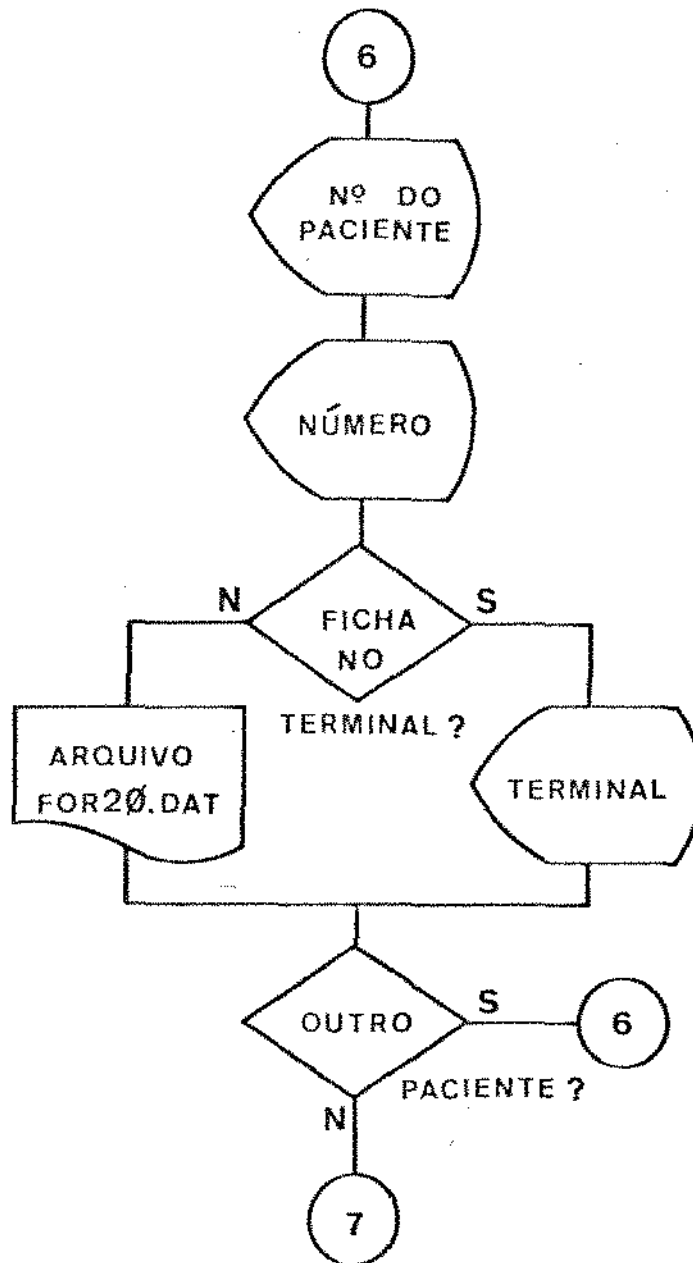 6
Nº DO
PACIENTE
NÚMERO
N
S
FICHA
NO
TERMINAL ?
ARQUIVO
FOR2Ø.DAT
TERMINAL
OUTRO
S
6
PACIENTE ?
N
7